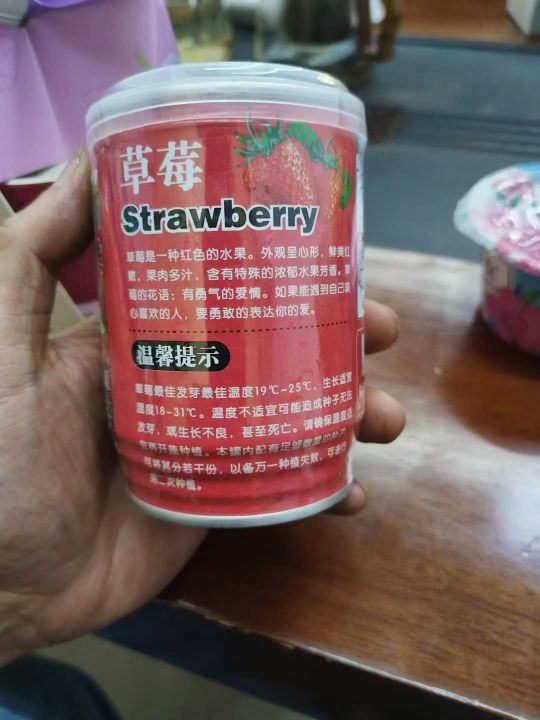 草莓
Strawberry
草莓是一种红色的水果。外观呈心形,鲜美红
嫩,果肉多汁,含有特殊的浓郁水果芳香。草
莓的花语:有勇气的爱情。如果能遇到自己真
心喜欢的人,要勇敢的表达你的爱。
温馨提示
草莓最佳发芽最佳温度19℃~25℃,生长适宜
温度18~31℃。温度不适宜可能造成种子无法
发芽,或生长不良,甚至死亡。请确保温度适
宜再开盖种植。本罐内配有足够数量的种子,
可将其分若干份,以备万一种植失败,可进行
第二次种植。